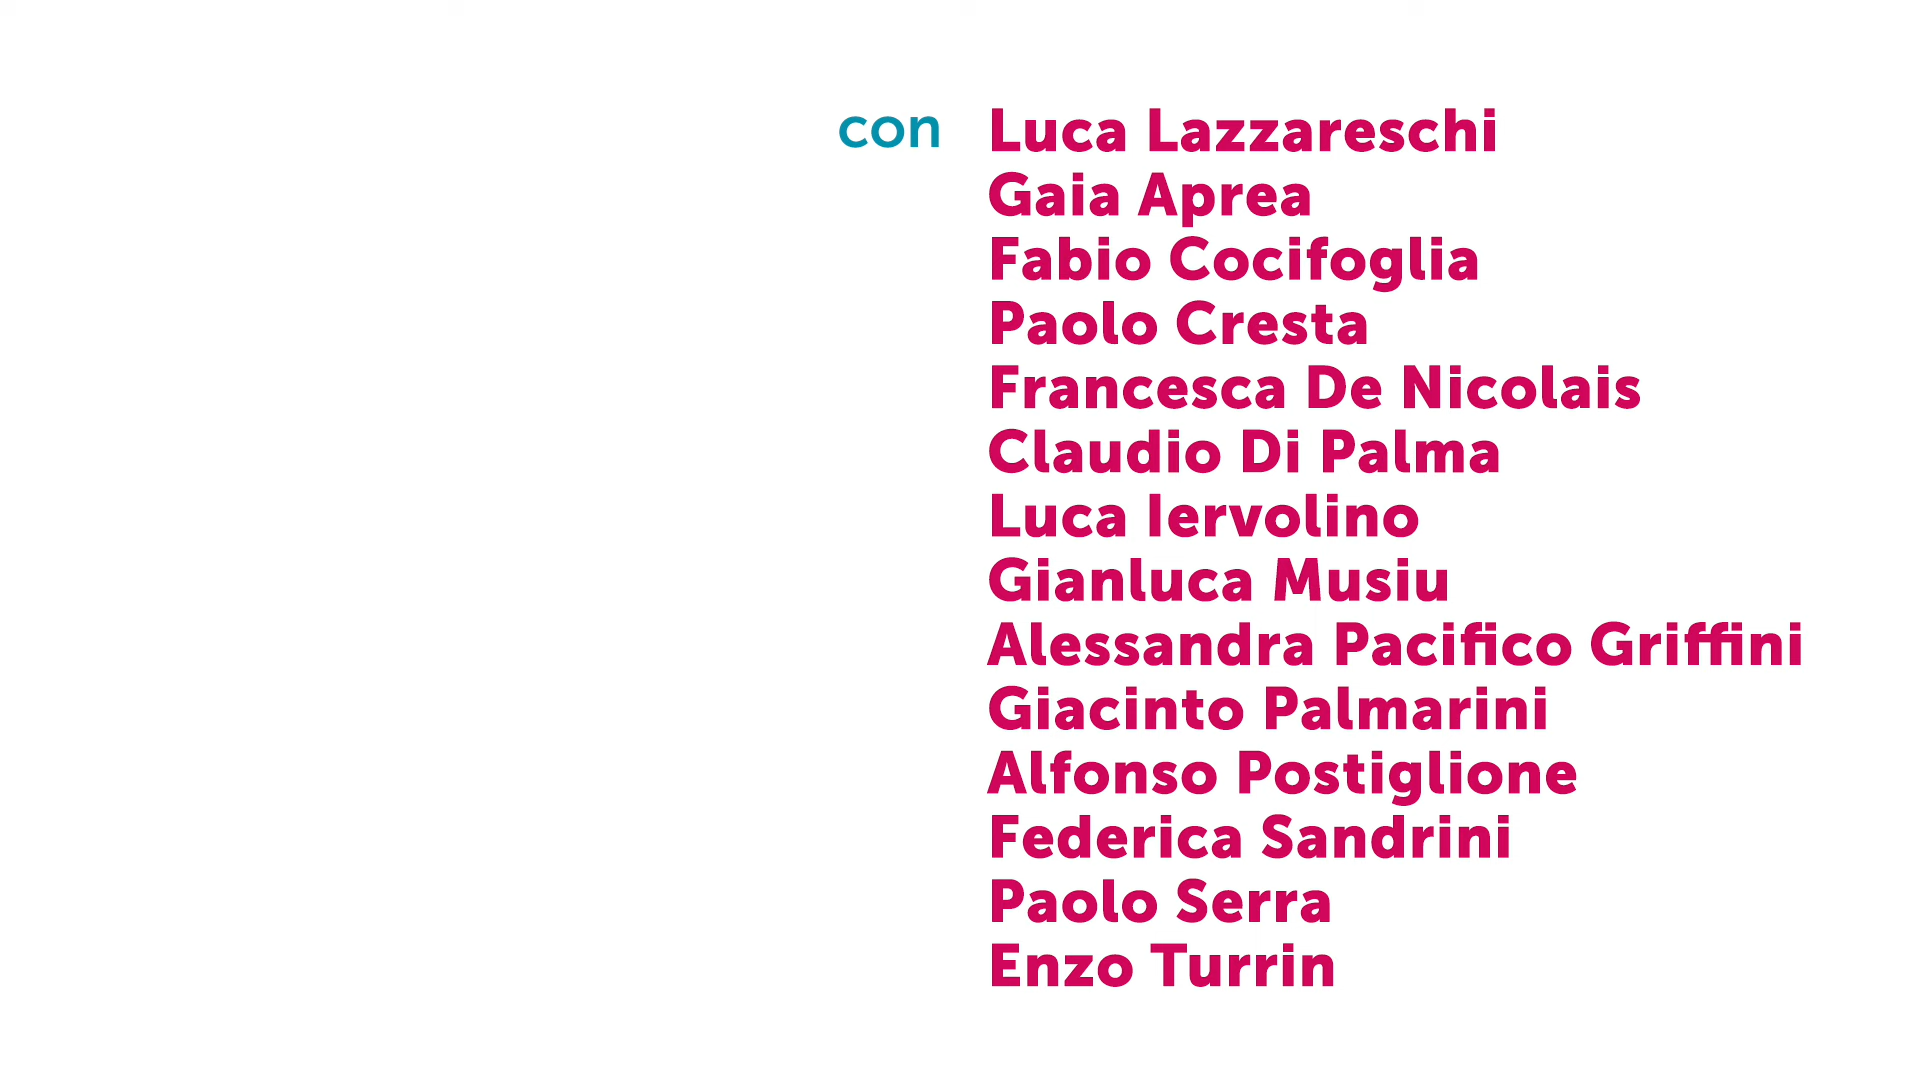 con Luca Lazzareschi
Gaia Aprea
Fabio Cocifoglia
Paolo Cresta
Francesca De Nicolais
Claudio Di Palma
Luca Iervolino
Gianluca Musiu
Alessandra Pacifico Griffini
Giacinto Palmarini
Alfonso Postiglione
Federica Sandrini
Paolo Serra
Enzo Turrin